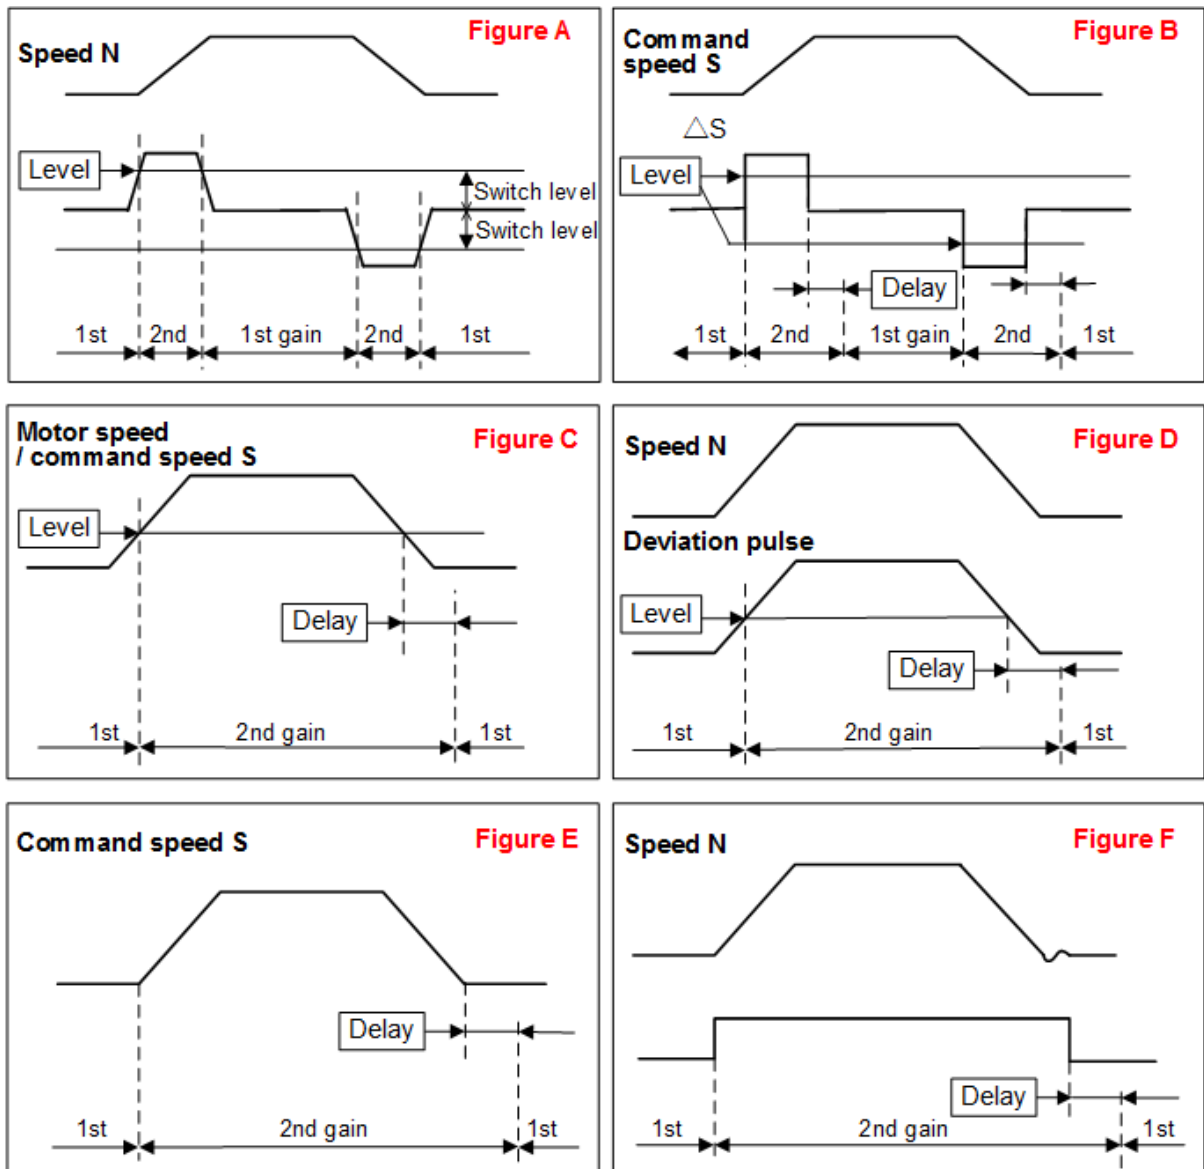 Figure A
Speed N
Level
Switch level
Switch level
1st 2nd 1st gain 2nd 1st
Figure B
Command
speed S
△S
Level
Delay
1st 2nd 1st gain 2nd 1st
Figure C
Motor speed
/ command speed S
Level
Delay
1st 2nd gain 1st
Figure D
Speed N
Deviation pulse
Level
Delay
1st 2nd gain 1st
Figure E
Command speed S
Delay
1st 2nd gain 1st
Figure F
Speed N
Delay
1st 2nd gain 1st